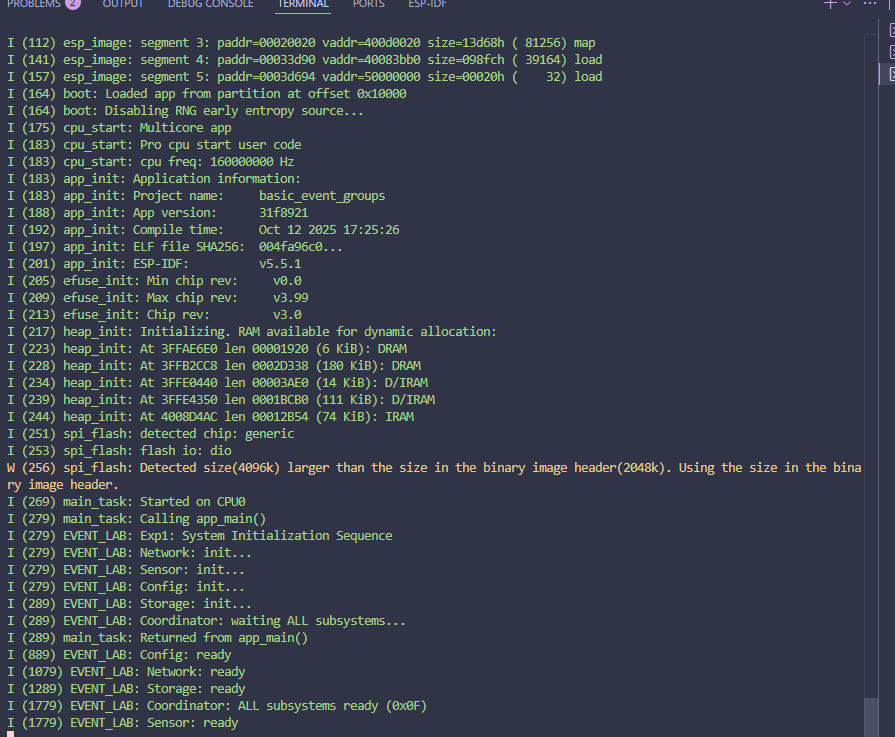 PROBLEMS 2 OUTPUT DEBUG CONSOLE TERMINAL PORTS ESP-IDF
I (112) esp_image: segment 3: paddr=00020020 vaddr=400d0020 size=13d68h ( 81256) map
I (141) esp_image: segment 4: paddr=00033d90 vaddr=40083bb0 size=098fch ( 39164) load
I (157) esp_image: segment 5: paddr=0003d694 vaddr=50000000 size=00020h (    32) load
I (164) boot: Loaded app from partition at offset 0x10000
I (164) boot: Disabling RNG early entropy source...
I (175) cpu_start: Multicore app
I (183) cpu_start: Pro cpu start user code
I (183) cpu_start: cpu freq: 160000000 Hz
I (183) app_init: Application information:
I (183) app_init: Project name:     basic_event_groups
I (188) app_init: App version:      31f8921
I (192) app_init: Compile time:     Oct 12 2025 17:25:26
I (197) app_init: ELF file SHA256:  004fa96c0...
I (201) app_init: ESP-IDF:          v5.5.1
I (205) efuse_init: Min chip rev:     v0.0
I (209) efuse_init: Max chip rev:     v3.99
I (213) efuse_init: Chip rev:         v3.0
I (217) heap_init: Initializing. RAM available for dynamic allocation:
I (223) heap_init: At 3FFAE6E0 len 00001920 (6 KiB): DRAM
I (228) heap_init: At 3FFB2CC8 len 0002D338 (180 KiB): DRAM
I (234) heap_init: At 3FFE0440 len 00003AE0 (14 KiB): D/IRAM
I (239) heap_init: At 3FFE4350 len 0001BCB0 (111 KiB): D/IRAM
I (244) heap_init: At 4008D4AC len 00012B54 (74 KiB): IRAM
I (251) spi_flash: detected chip: generic
I (253) spi_flash: flash io: dio
W (256) spi_flash: Detected size(4096k) larger than the size in the binary image header(2048k). Using the size in the bina
ry image header.
I (269) main_task: Started on CPU0
I (279) main_task: Calling app_main()
I (279) EVENT_LAB: Exp1: System Initialization Sequence
I (279) EVENT_LAB: Network: init...
I (279) EVENT_LAB: Sensor: init...
I (279) EVENT_LAB: Config: init...
I (289) EVENT_LAB: Storage: init...
I (289) EVENT_LAB: Coordinator: waiting ALL subsystems...
I (289) main_task: Returned from app_main()
I (889) EVENT_LAB: Config: ready
I (1079) EVENT_LAB: Network: ready
I (1289) EVENT_LAB: Storage: ready
I (1779) EVENT_LAB: Coordinator: ALL subsystems ready (0x0F)
I (1779) EVENT_LAB: Sensor: ready